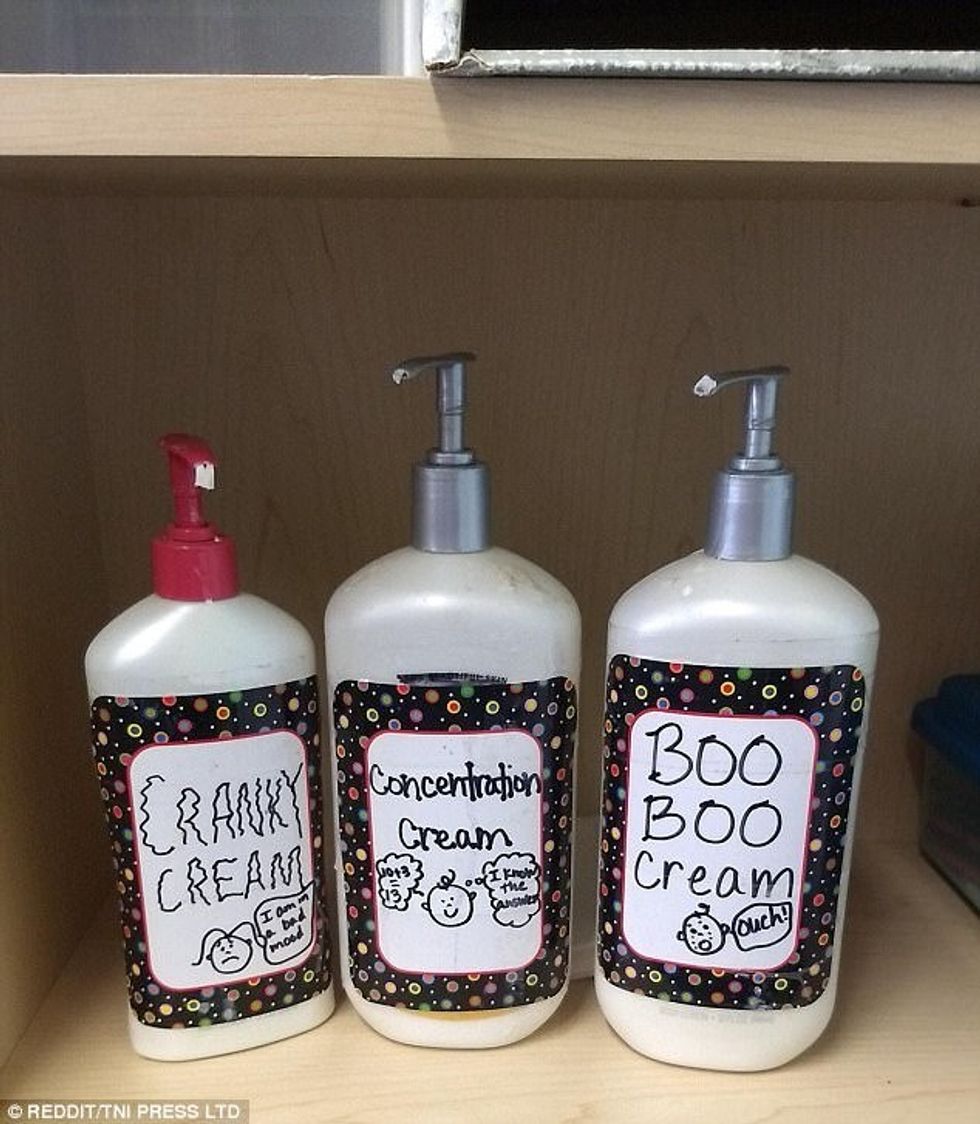 CRANKY
CREAM
I am in
a bad
mood
Concentration
Cream
10+3
=
13
I know
the
answer
BOO
BOO
Cream
Ouch!
© REDDIT/TNI PRESS LTD